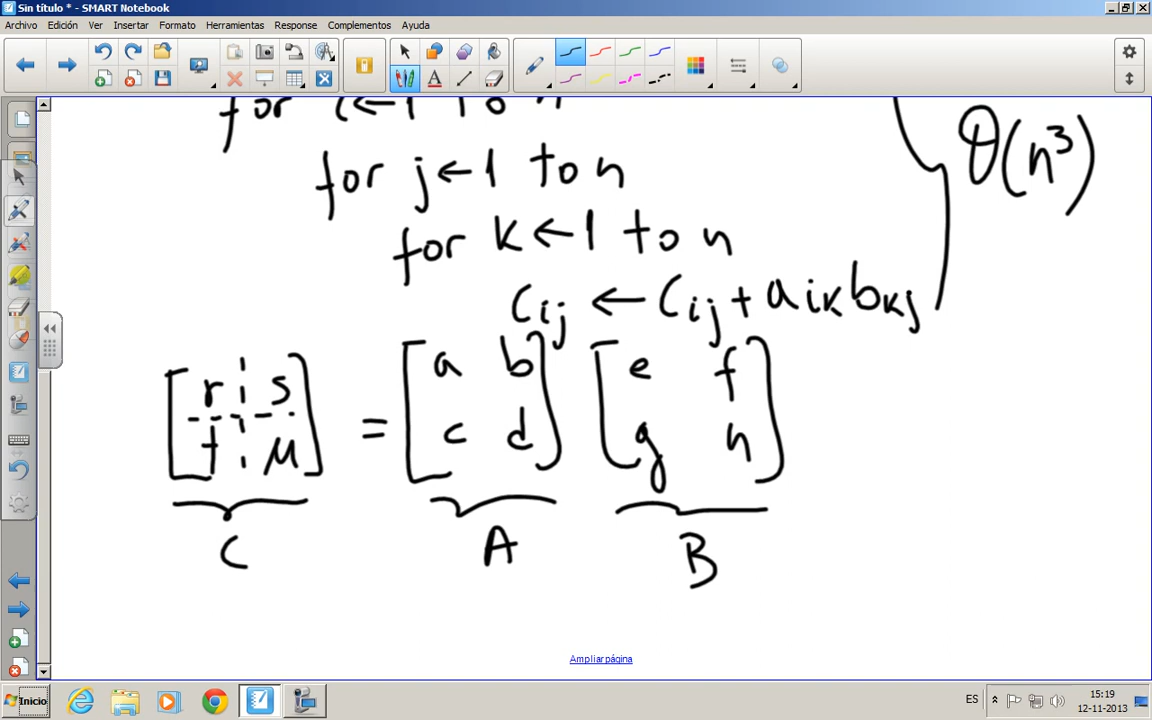 Sin título * - SMART Notebook
Archivo Edición Ver Insertar Formato Herramientas Response Complementos Ayuda
for i←1 to n
for j←1 to n
for k←1 to n
Cij ← Cij + aik bkj
θ(n³)
[r s] = [a b] [e f]
[t μ] [c d] [g h]
C A B
Ampliar página
Inicio
ES
15:19
12-11-2013